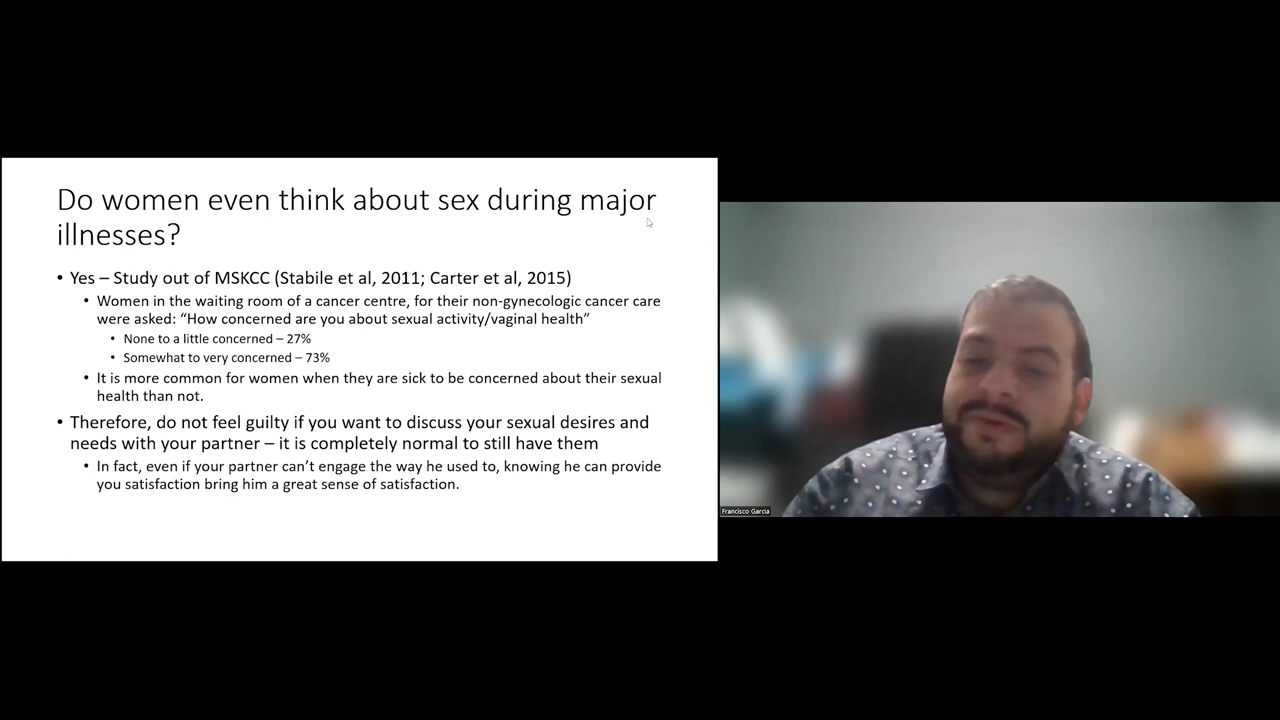 Do women even think about sex during major
illnesses?
• Yes – Study out of MSKCC (Stabile et al, 2011; Carter et al, 2015)
• Women in the waiting room of a cancer centre, for their non-gynecologic cancer care
were asked: “How concerned are you about sexual activity/vaginal health”
• None to a little concerned – 27%
• Somewhat to very concerned – 73%
• It is more common for women when they are sick to be concerned about their sexual
health than not.
• Therefore, do not feel guilty if you want to discuss your sexual desires and
needs with your partner – it is completely normal to still have them
• In fact, even if your partner can’t engage the way he used to, knowing he can provide
you satisfaction bring him a great sense of satisfaction.
Francisco Garcia